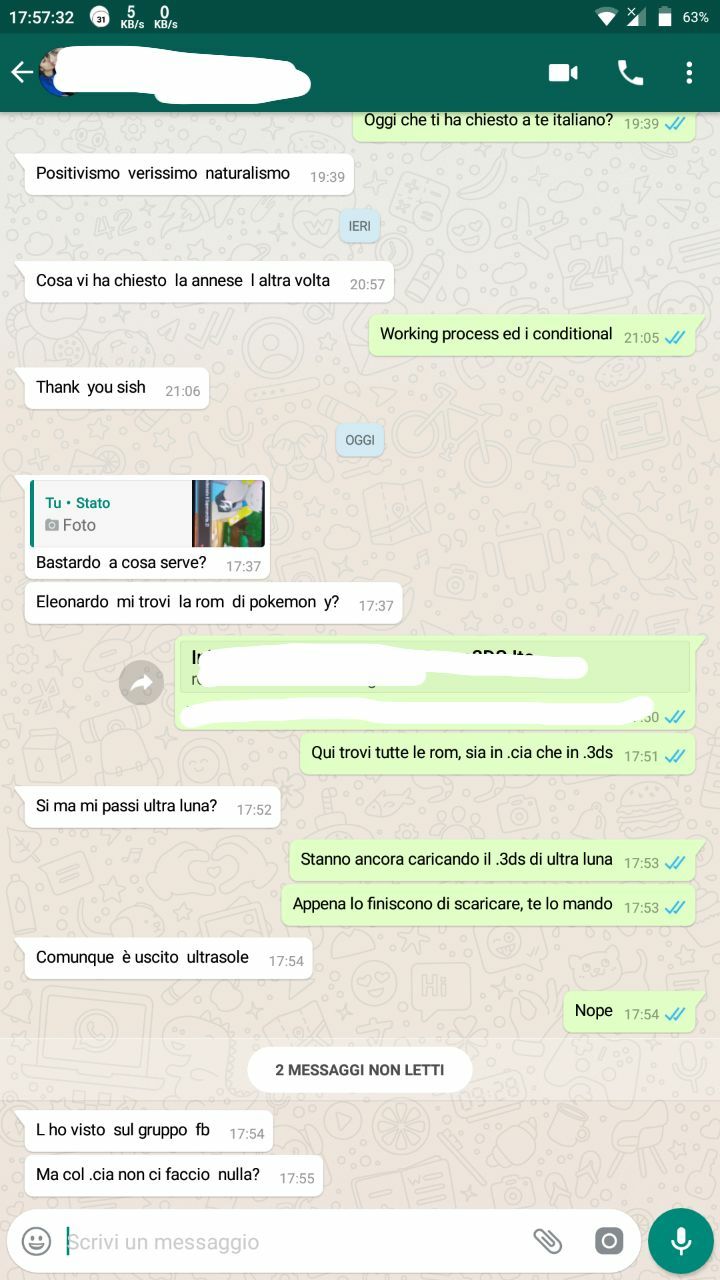 17:57:32 31 5 KB/s 0 KB/s 63%
Oggi che ti ha chiesto a te italiano? 19:39
Positivismo verissimo naturalismo 19:39
IERI
Cosa vi ha chiesto la annese l altra volta 20:57
Working process ed i conditional 21:05
Thank you sish 21:06
OGGI
Tu • Stato
Foto
Bastardo a cosa serve? 17:37
Eleonardo mi trovi la rom di pokemon y? 17:37
Qui trovi tutte le rom, sia in .cia che in .3ds 17:51
Si ma mi passi ultra luna? 17:52
Stanno ancora caricando il .3ds di ultra luna 17:53
Appena lo finiscono di scaricare, te lo mando 17:53
Comunque è uscito ultrasole 17:54
Nope 17:54
2 MESSAGGI NON LETTI
L ho visto sul gruppo fb 17:54
Ma col .cia non ci faccio nulla? 17:55
Scrivi un messaggio